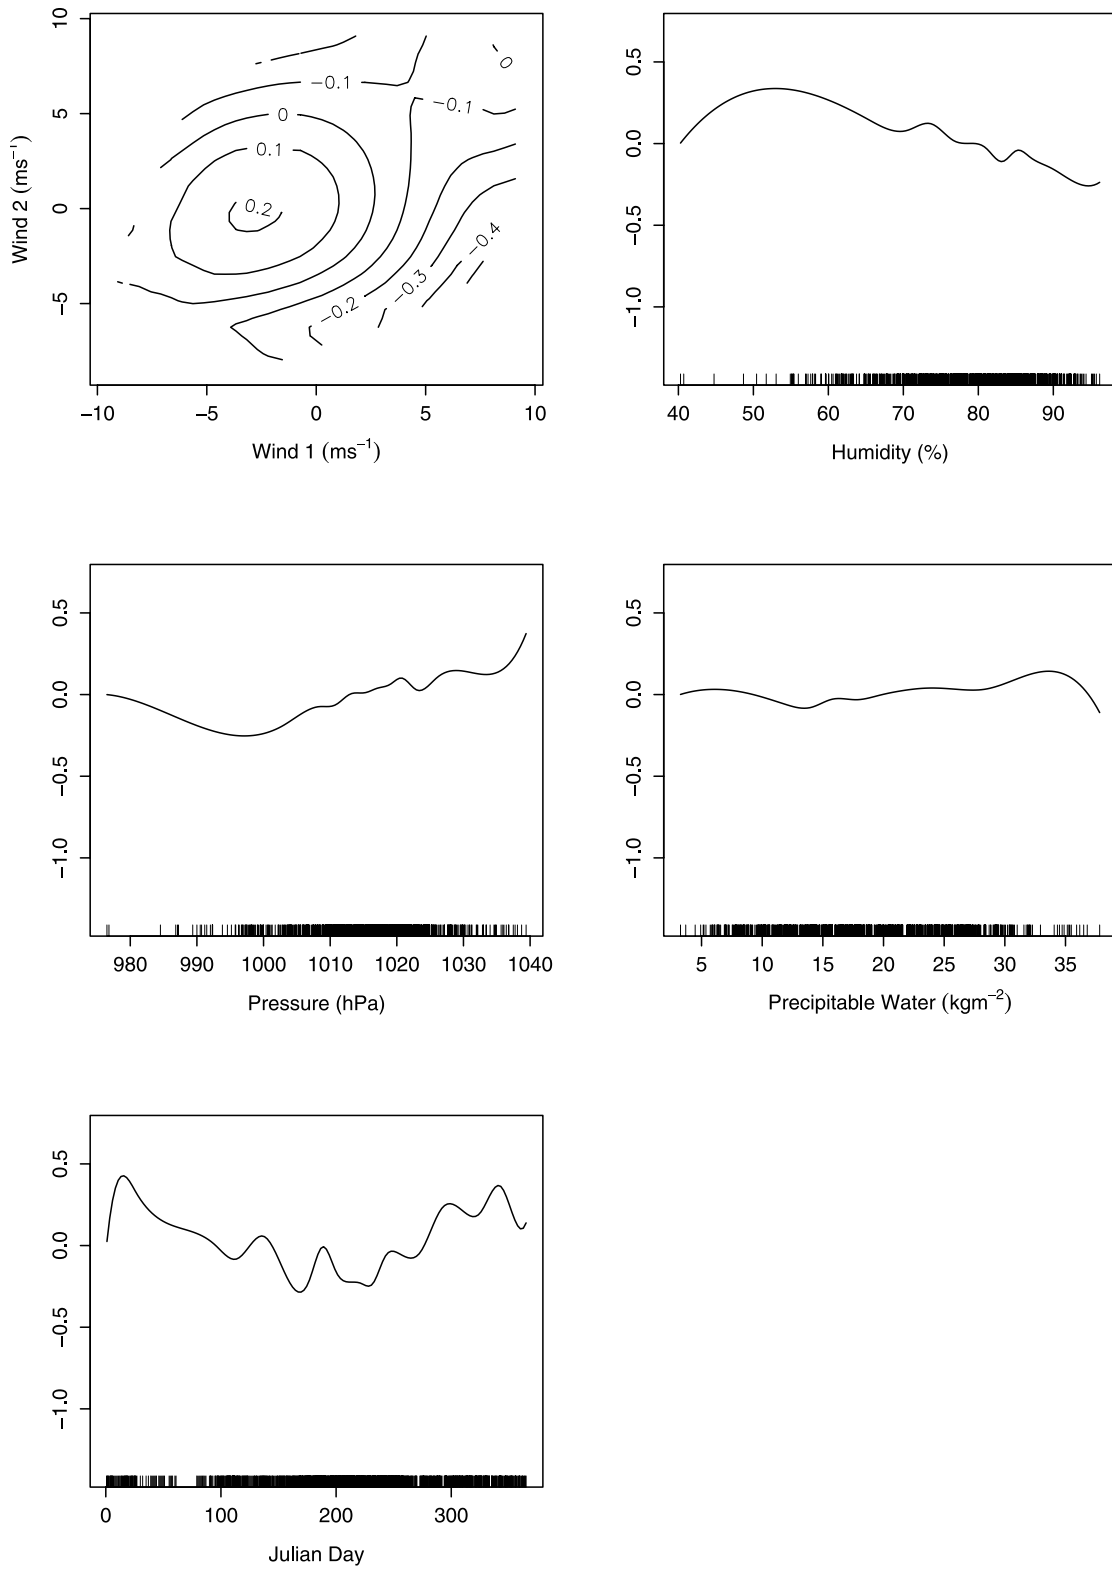 10
5
0
−5
Wind 2 (ms⁻¹)
−0.1
0
0.1
0.2
−0.1
0
−0.4
−0.3
−0.2
−10 −5 0 5 10
Wind 1 (ms⁻¹)
0.5
0.0
−0.5
−1.0
40 50 60 70 80 90
Humidity (%)
0.5
0.0
−0.5
−1.0
980 990 1000 1010 1020 1030 1040
Pressure (hPa)
0.5
0.0
−0.5
−1.0
5 10 15 20 25 30 35
Precipitable Water (kgm⁻²)
0.5
0.0
−0.5
−1.0
0 100 200 300
Julian Day